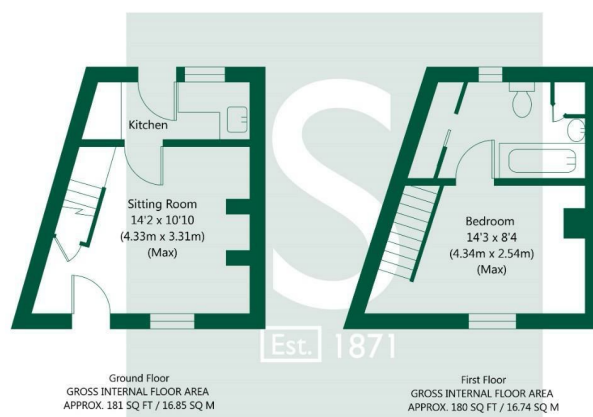 Kitchen
Sitting Room
14'2 x 10'10
(4.33m x 3.31m)
(Max)
Bedroom
14'3 x 8'4
(4.34m x 2.54m)
(Max)
S
Est. 1871
Ground Floor
GROSS INTERNAL FLOOR AREA
APPROX. 181 SQ FT / 16.85 SQ M
First Floor
GROSS INTERNAL FLOOR AREA
APPROX. 180 SQ FT / 16.74 SQ M